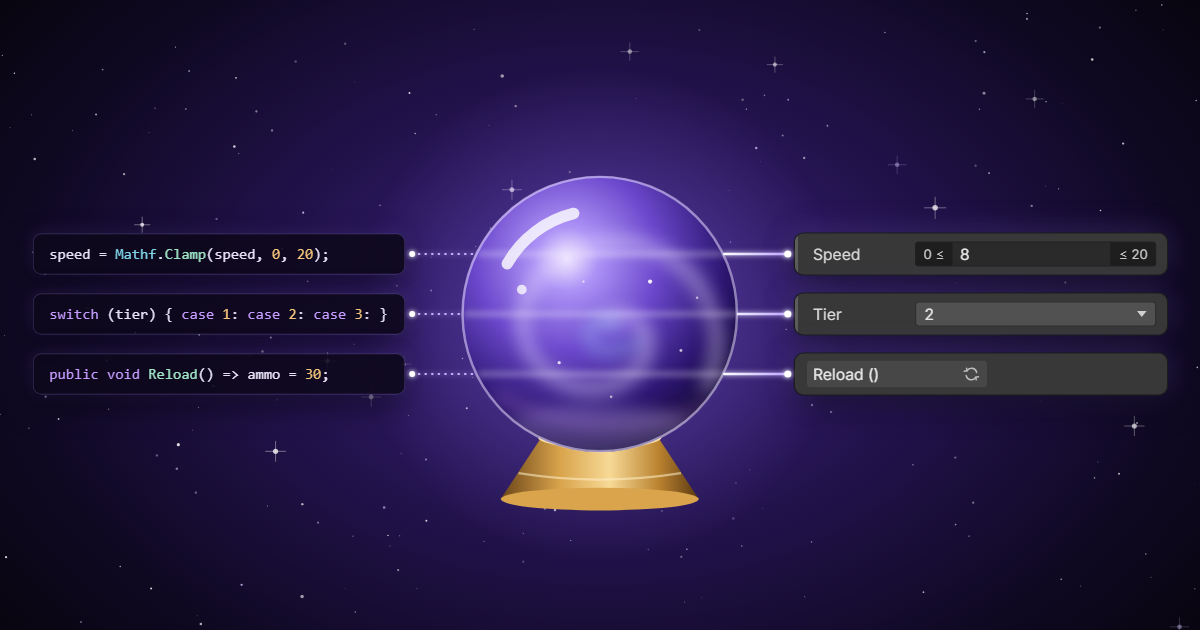 speed = Mathf.Clamp(speed, 0, 20);
Speed 0 ≤ 8 ≤ 20
switch (tier) { case 1: case 2: case 3: }
Tier 2
public void Reload() => ammo = 30;
Reload ()